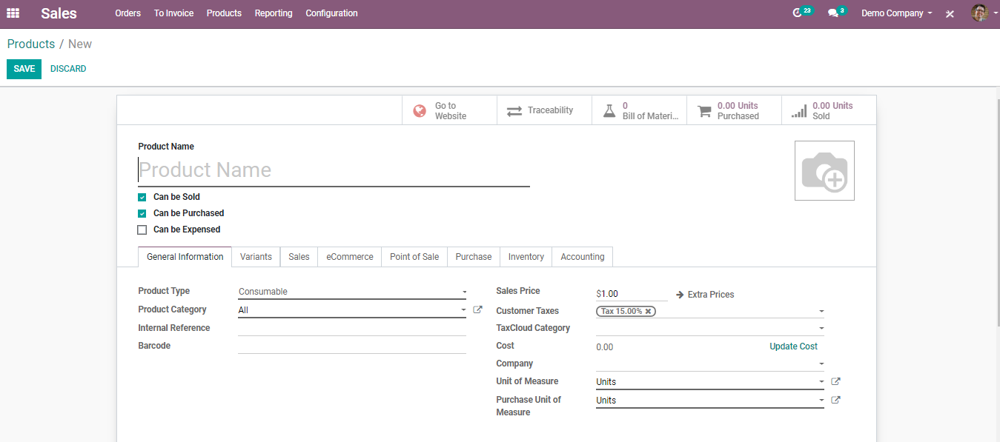 Sales Orders To Invoice Products Reporting Configuration 23 3 Demo Company
Products / New
SAVE DISCARD
Go to
Website
Traceability
0
Bill of Materi...
0.00 Units
Purchased
0.00 Units
Sold
Product Name
Product Name
Can be Sold
Can be Purchased
Can be Expensed
General Information Variants Sales eCommerce Point of Sale Purchase Inventory Accounting
Product Type Consumable
Product Category All
Internal Reference
Barcode
Sales Price $1.00 Extra Prices
Customer Taxes Tax 15.00%
TaxCloud Category
Cost 0.00 Update Cost
Company
Unit of Measure Units
Purchase Unit of Units
Measure